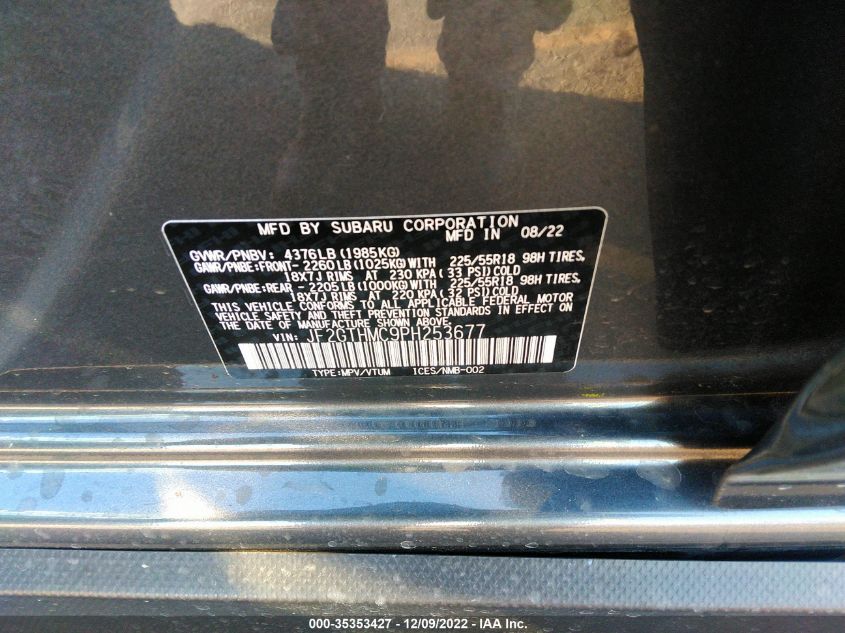 MFD BY SUBARU CORPORATION
MFD IN 08/22
GVWR/PNBV: 4376LB (1985KG)
GAWR/PNBE:FRONT- 2260LB (1025KG) WITH 225/55R18 98H TIRES,
18X7J RIMS AT 230 KPA ( 33 PSI) COLD
GAWR/PNBE:REAR - 2205LB (1000KG) WITH 225/55R18 98H TIRES,
18X7J RIMS AT 220 KPA ( 32 PSI) COLD
THIS VEHICLE CONFORMS TO ALL APPLICABLE FEDERAL MOTOR
VEHICLE SAFETY AND THEFT PREVENTION STANDARDS IN EFFECT ON
THE DATE OF MANUFACTURE SHOWN ABOVE.
VIN: JF2GTHMC9PH253677
TYPE:MPV/VTUM ICES/NMB-002
000-35353427 - 12/09/2022 - IAA Inc.